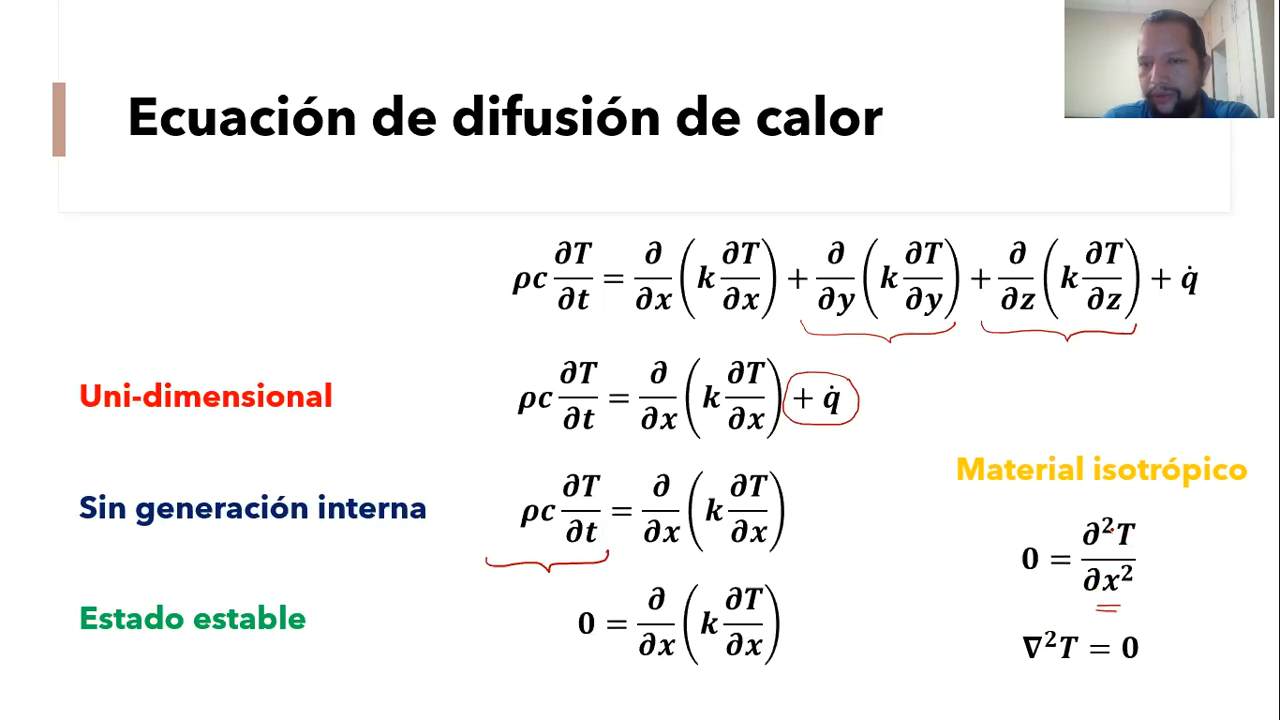 Ecuación de difusión de calor
ρc ∂T/∂t = ∂/∂x (k ∂T/∂x) + ∂/∂y (k ∂T/∂y) + ∂/∂z (k ∂T/∂z) + q̇
Uni-dimensional
ρc ∂T/∂t = ∂/∂x (k ∂T/∂x) + q̇
Sin generación interna
ρc ∂T/∂t = ∂/∂x (k ∂T/∂x)
Estado estable
0 = ∂/∂x (k ∂T/∂x)
Material isotrópico
0 = ∂²T/∂x²
∇²T = 0